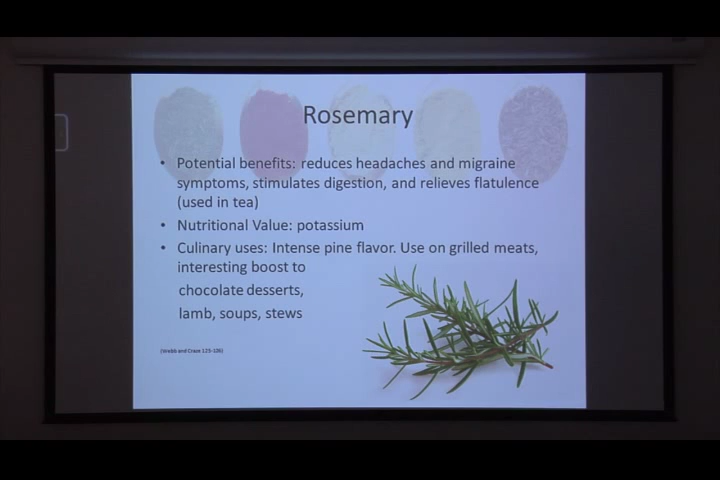 Rosemary
• Potential benefits: reduces headaches and migraine
symptoms, stimulates digestion, and relieves flatulence
(used in tea)
• Nutritional Value: potassium
• Culinary uses: Intense pine flavor. Use on grilled meats,
interesting boost to
chocolate desserts,
lamb, soups, stews